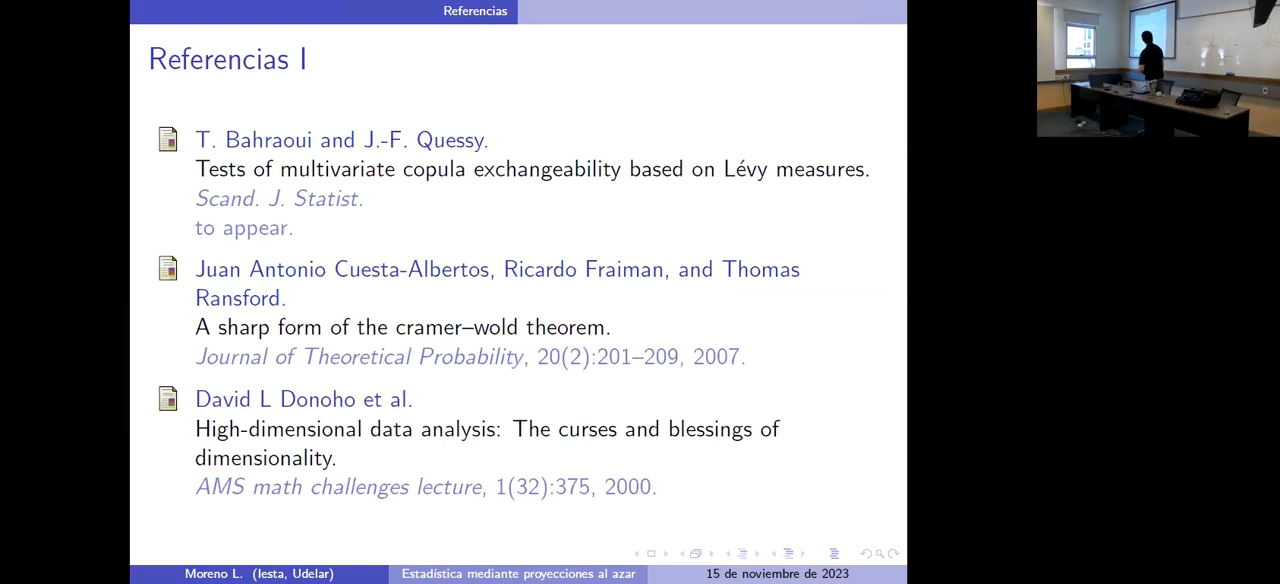 Referencias
Referencias I
T. Bahraoui and J.-F. Quessy.
Tests of multivariate copula exchangeability based on Lévy measures.
Scand. J. Statist.
to appear.
Juan Antonio Cuesta-Albertos, Ricardo Fraiman, and Thomas
Ransford.
A sharp form of the cramer–wold theorem.
Journal of Theoretical Probability, 20(2):201–209, 2007.
David L Donoho et al.
High-dimensional data analysis: The curses and blessings of
dimensionality.
AMS math challenges lecture, 1(32):375, 2000.
Moreno L. (Iesta, Udelar)
Estadística mediante proyecciones al azar
15 de noviembre de 2023